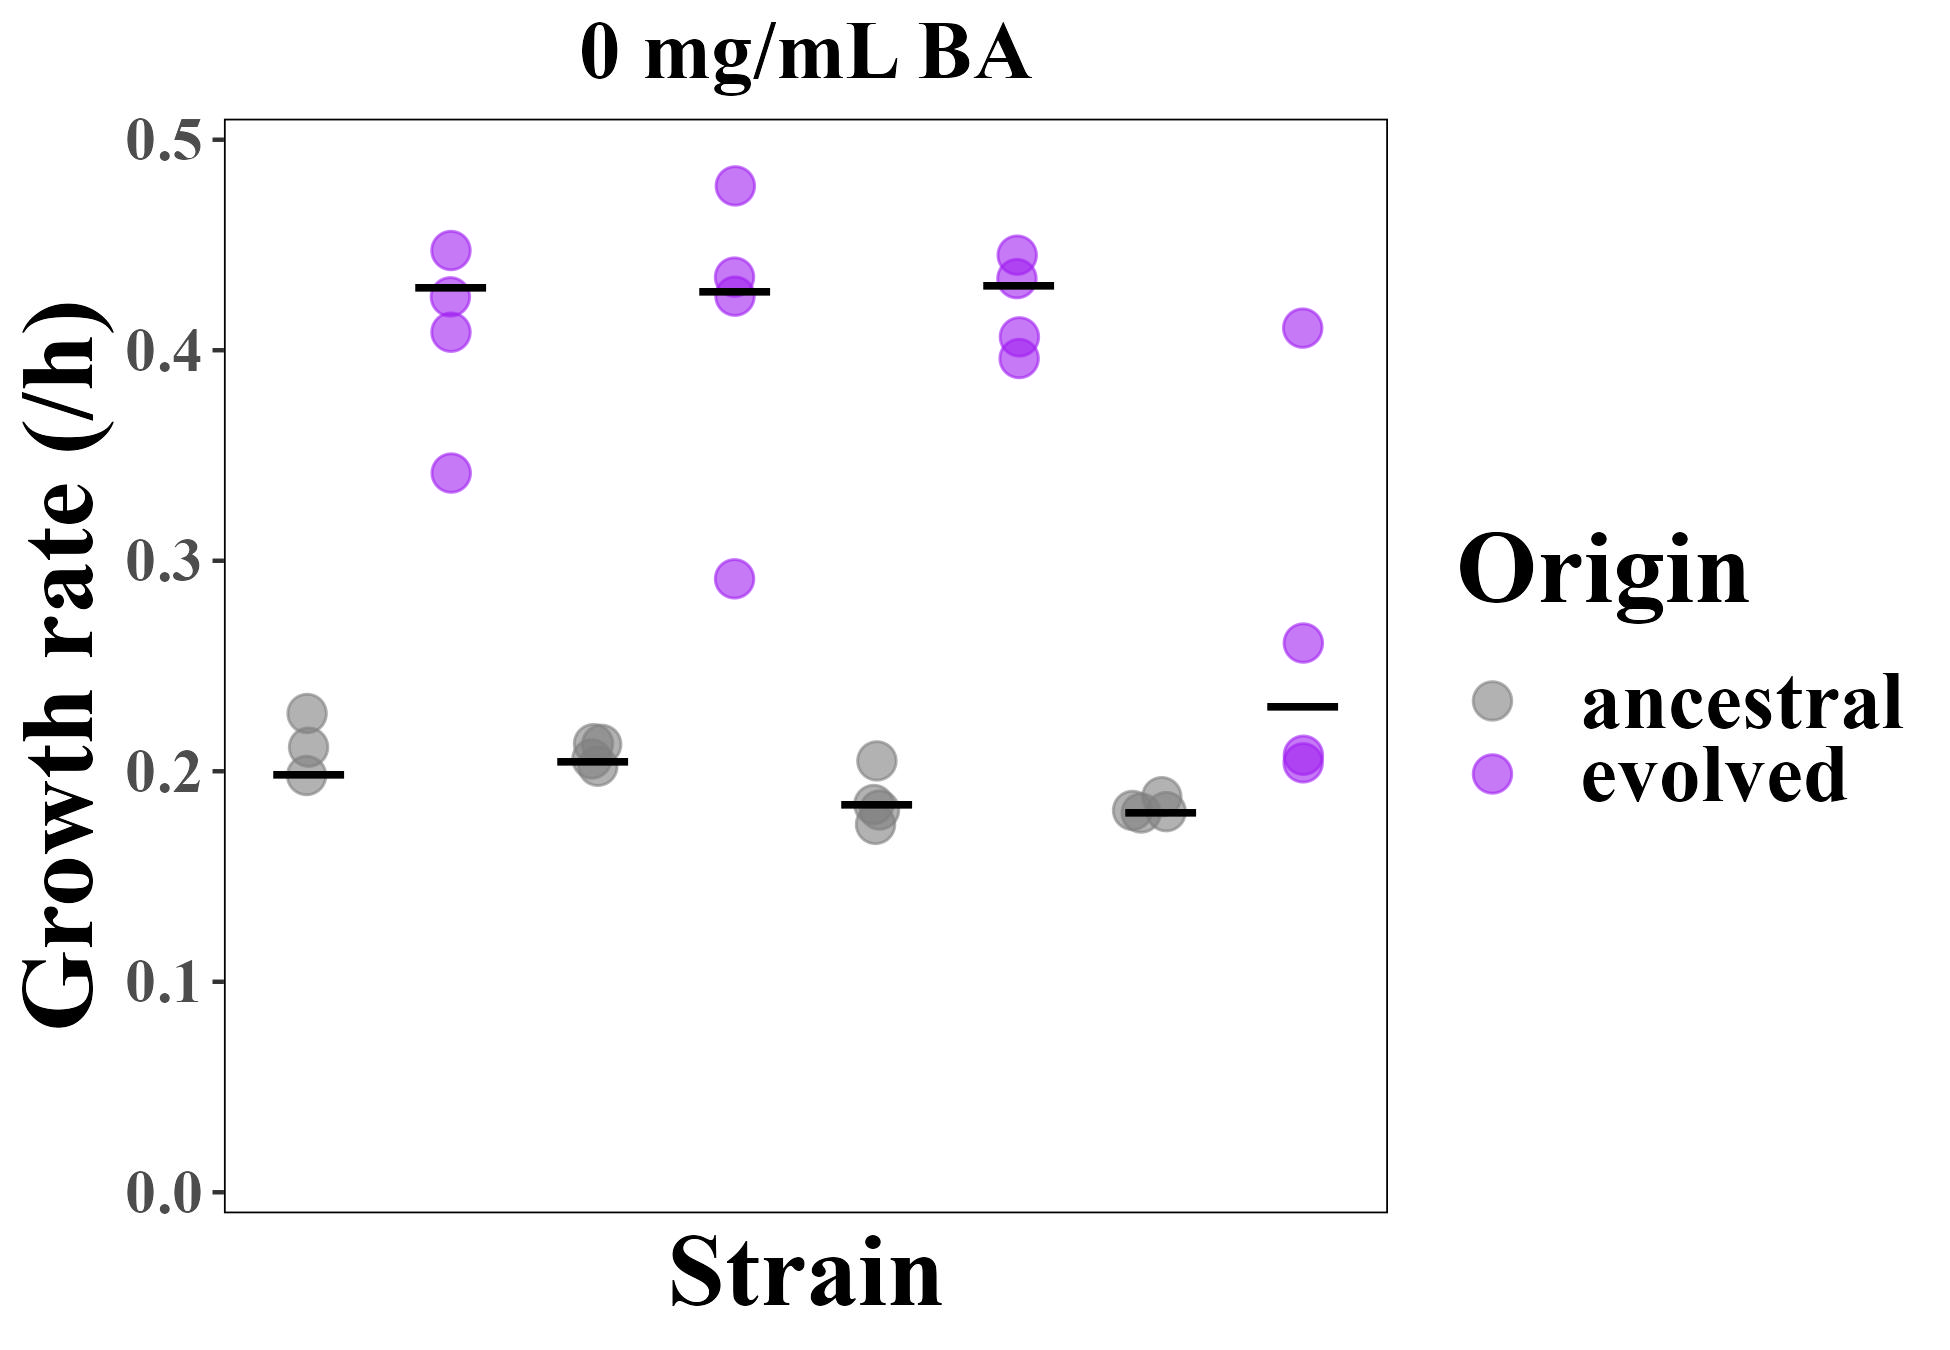 0 mg/mL BA
Growth rate (/h)
0.5
0.4
0.3
0.2
0.1
0.0
Strain
Origin
ancestral
evolved